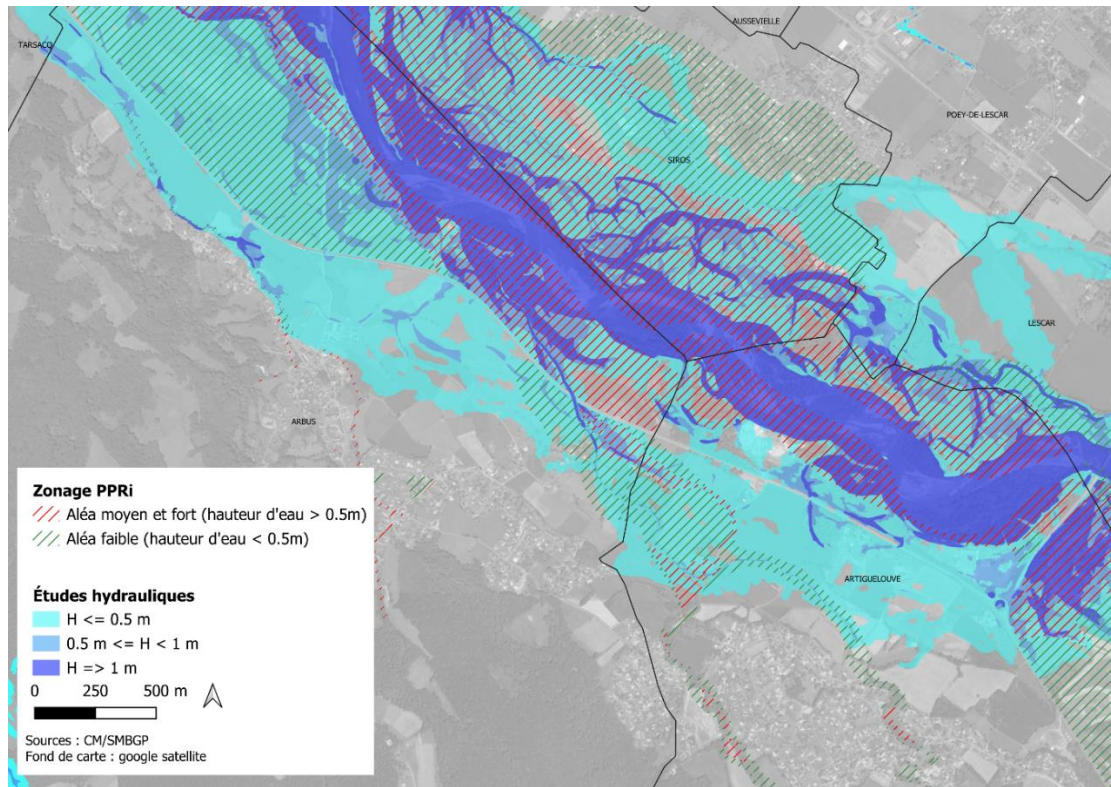 AUSSEVIELLE
TARSACQ
POEY-DE-LESCAR
SIROS
LESCAR
ARBUS
ARTIGUELOUVE
Zonage PPRi
Aléa moyen et fort (hauteur d'eau > 0.5m)
Aléa faible (hauteur d'eau < 0.5m)
Études hydrauliques
H <= 0.5 m
0.5 m <= H < 1 m
H => 1 m
0 250 500 m
Sources : CM/SMBGP
Fond de carte : google satellite